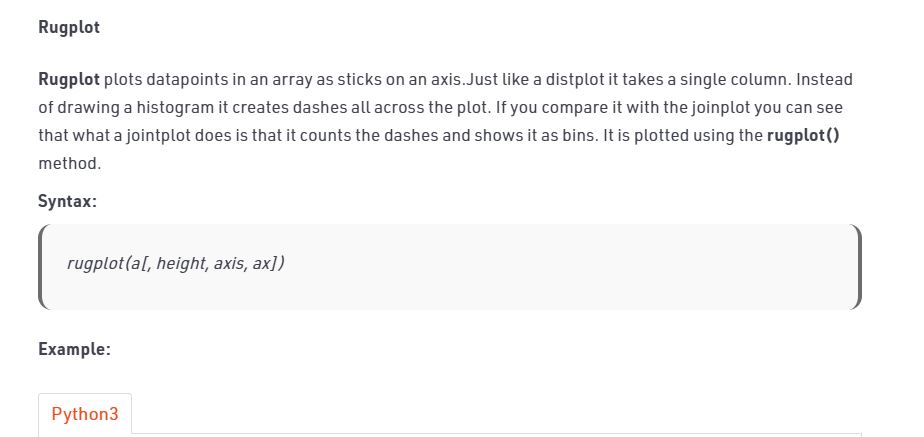 Rugplot
Rugplot plots datapoints in an array as sticks on an axis.Just like a distplot it takes a single column. Instead
of drawing a histogram it creates dashes all across the plot. If you compare it with the joinplot you can see
that what a jointplot does is that it counts the dashes and shows it as bins. It is plotted using the rugplot()
method.
Syntax:
rugplot(a[, height, axis, ax])
Example:
Python3